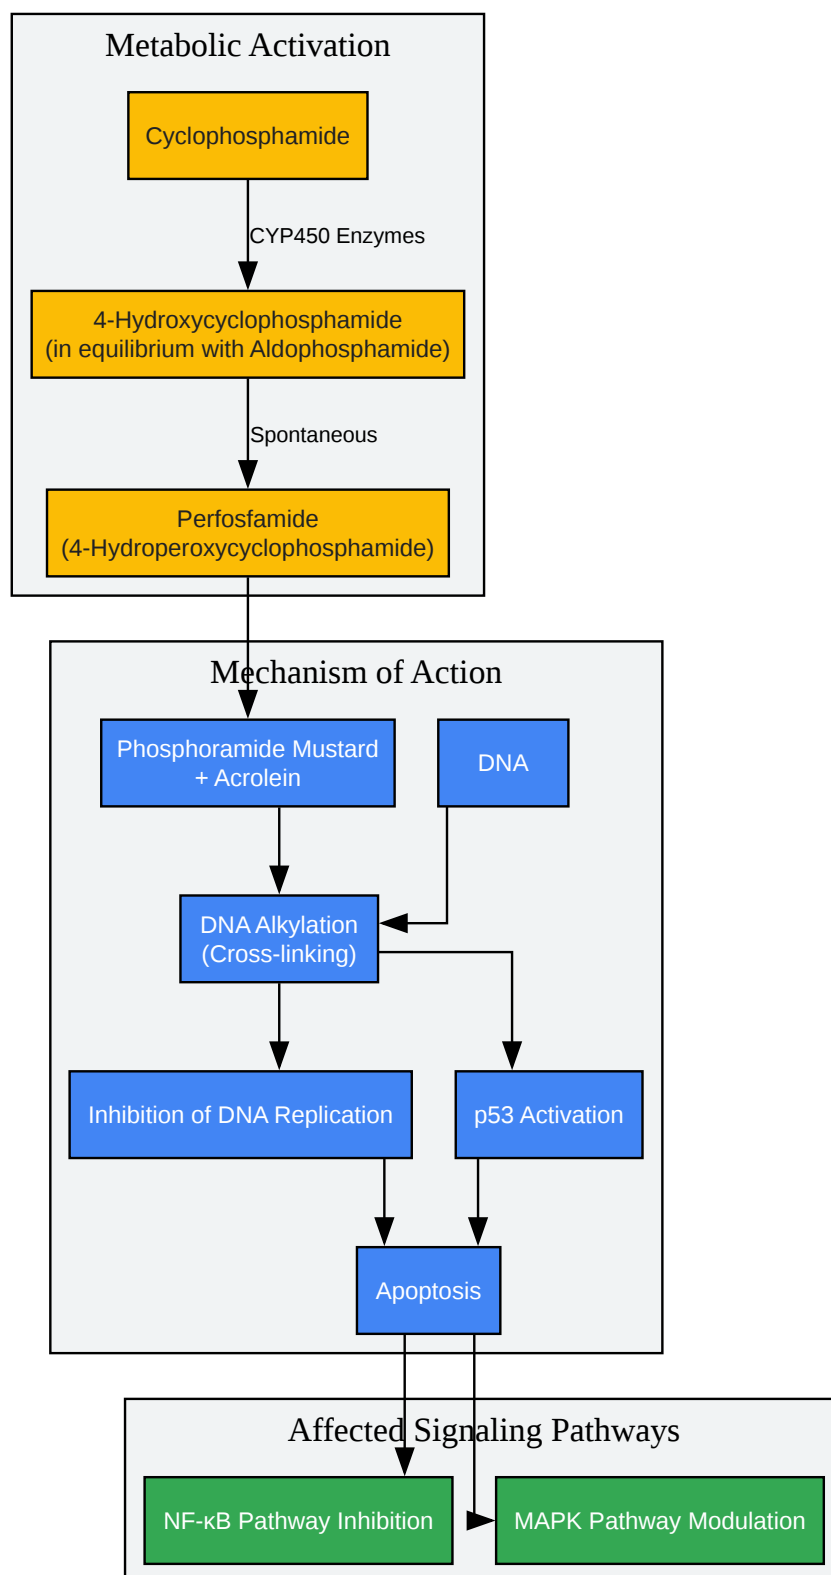 Metabolic Activation
Cyclophosphamide
CYP450 Enzymes
4-Hydroxycyclophosphamide
(in equilibrium with Aldophosphamide)
Spontaneous
Perfosfamide
(4-Hydroperoxycyclophosphamide)
Mechanism of Action
Phosphoramide Mustard
+ Acrolein
DNA
DNA Alkylation
(Cross-linking)
Inhibition of DNA Replication
p53 Activation
Apoptosis
Affected Signaling Pathways
NF-κB Pathway Inhibition
MAPK Pathway Modulation